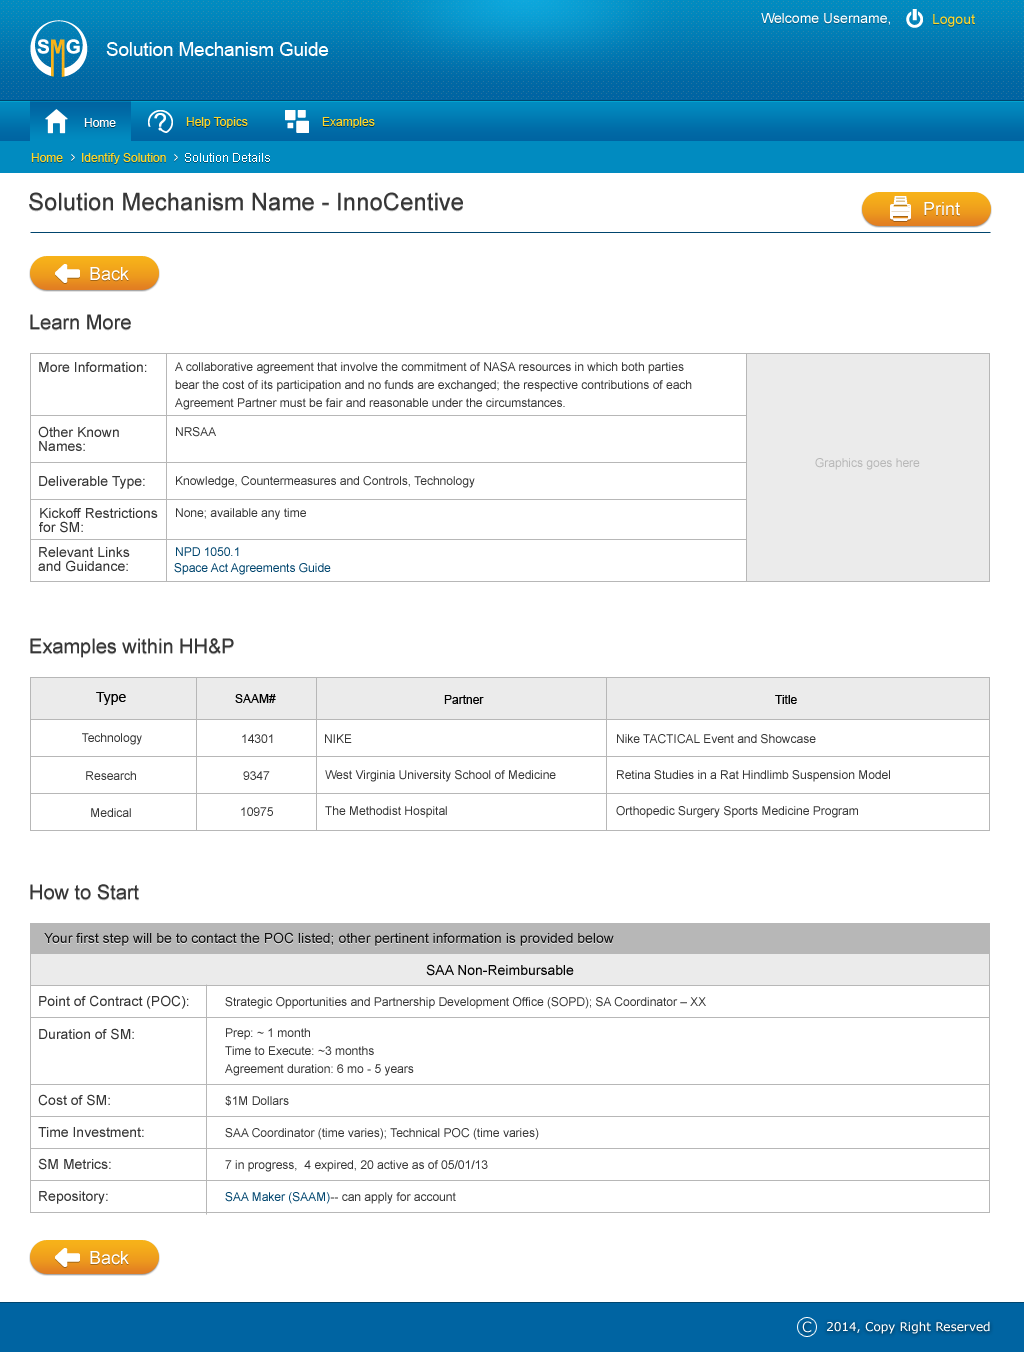 Welcome Username, Logout
SMG Solution Mechanism Guide
Home Help Topics Examples
Home > Identify Solution > Solution Details
Solution Mechanism Name - InnoCentive
Print
Back
Learn More
More Information:
A collaborative agreement that involve the commitment of NASA resources in which both parties
bear the cost of its participation and no funds are exchanged; the respective contributions of each
Agreement Partner must be fair and reasonable under the circumstances.
Other Known
Names:
NRSAA
Deliverable Type:
Knowledge, Countermeasures and Controls, Technology
Kickoff Restrictions
for SM:
None; available any time
Relevant Links
and Guidance:
NPD 1050.1
Space Act Agreements Guide
Graphics goes here
Examples within HH&P
Type SAAM# Partner Title
Technology 14301 NIKE Nike TACTICAL Event and Showcase
Research 9347 West Virginia University School of Medicine Retina Studies in a Rat Hindlimb Suspension Model
Medical 10975 The Methodist Hospital Orthopedic Surgery Sports Medicine Program
How to Start
Your first step will be to contact the POC listed; other pertinent information is provided below
SAA Non-Reimbursable
Point of Contract (POC): Strategic Opportunities and Partnership Development Office (SOPD); SA Coordinator – XX
Duration of SM:
Prep: ~ 1 month
Time to Execute: ~3 months
Agreement duration: 6 mo - 5 years
Cost of SM: $1M Dollars
Time Investment: SAA Coordinator (time varies); Technical POC (time varies)
SM Metrics: 7 in progress, 4 expired, 20 active as of 05/01/13
Repository: SAA Maker (SAAM)-- can apply for account
Back
© 2014, Copy Right Reserved